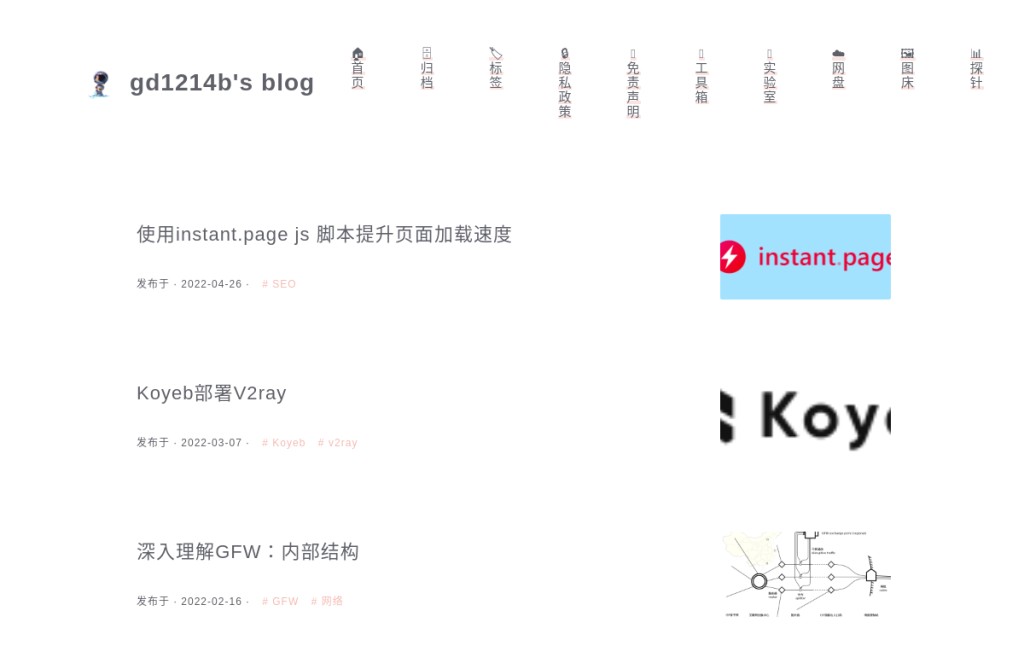 gd1214b's blog
首页
归档
标签
隐私政策
免责声明
工具箱
实验室
网盘
图床
探针
使用instant.page js 脚本提升页面加载速度
发布于 · 2022-04-26 · # SEO
instant.page
Koyeb部署V2ray
发布于 · 2022-03-07 · # Koyeb # v2ray
Koye
深入理解GFW：内部结构
发布于 · 2022-02-16 · # GFW # 网络